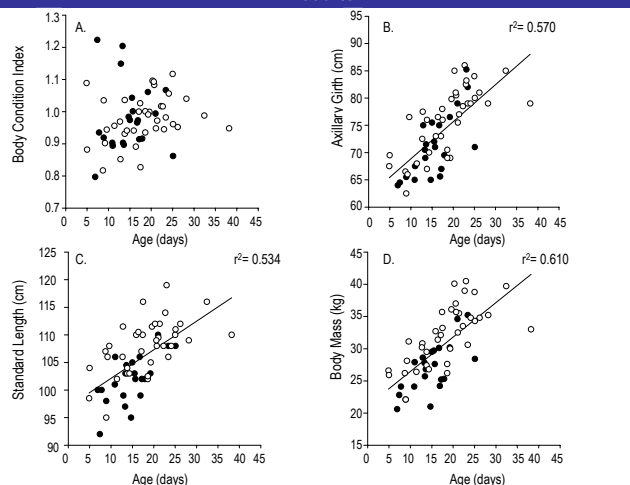 A.
Body Condition Index
1.3
1.2
1.1
1.0
0.9
0.8
0.7
0 5 10 15 20 25 30 35 40 45
Age (days)
B.
r²= 0.570
Axillary Girth (cm)
95
90
85
80
75
70
65
60
0 5 10 15 20 25 30 35 40 45
Age (days)
C.
r²= 0.534
Standard Length (cm)
125
120
115
110
105
100
95
90
0 5 10 15 20 25 30 35 40 45
Age (days)
D.
r²= 0.610
Body Mass (kg)
45
40
35
30
25
20
15
0 5 10 15 20 25 30 35 40 45
Age (days)